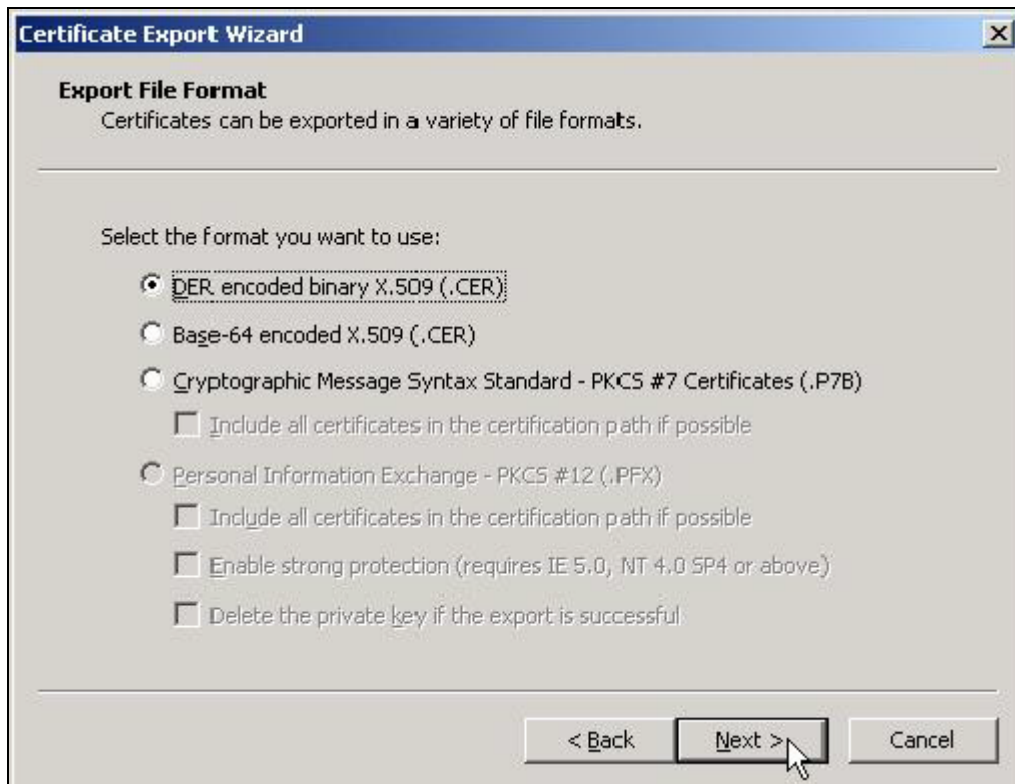 Certificate Export Wizard
Export File Format
Certificates can be exported in a variety of file formats.
Select the format you want to use:
DER encoded binary X.509 (.CER)
Base-64 encoded X.509 (.CER)
Cryptographic Message Syntax Standard - PKCS #7 Certificates (.P7B)
Include all certificates in the certification path if possible
Personal Information Exchange - PKCS #12 (.PFX)
Include all certificates in the certification path if possible
Enable strong protection (requires IE 5.0, NT 4.0 SP4 or above)
Delete the private key if the export is successful
< Back Next > Cancel